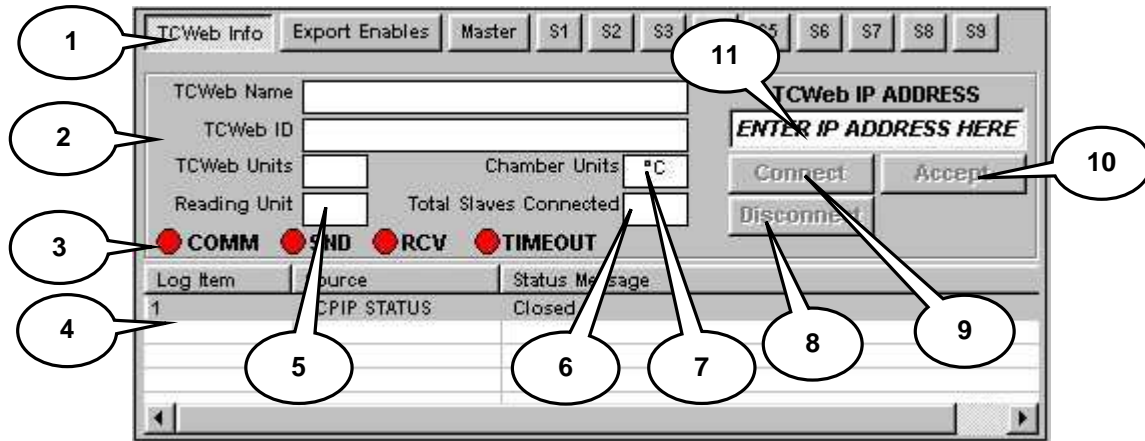 1
TCWeb Info Export Enables Master S1 S2 S3 S5 S6 S7 S8 S9
11
TCWeb Name
TCWeb IP ADDRESS
2
TCWeb ID
ENTER IP ADDRESS HERE
TCWeb Units
Chamber Units °C
Connect Accept
10
Reading Unit
Total Slaves Connected
Disconnect
3
COMM SND RCV TIMEOUT
Log Item Source Status Message
1 CPIP STATUS Closed
4
5
6
7
8
9